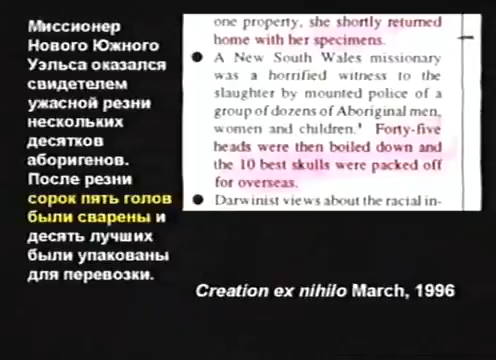 Миссионер
Нового Южного
Уэльса оказался
свидетелем
ужасной резни
нескольких
десятков
аборигенов.
После резни
сорок пять голов
были сварены и
десять лучших
были упакованы
для перевозки.
one property, she shortly returned
home with her specimens.
● A New South Wales missionary
was a horrified witness to the
slaughter by mounted police of a
group of dozens of Aboriginal men,
women and children.¹ Forty-five
heads were then boiled down and
the 10 best skulls were packed off
for overseas.
● Darwinist views about the racial in-
Creation ex nihilo March, 1996